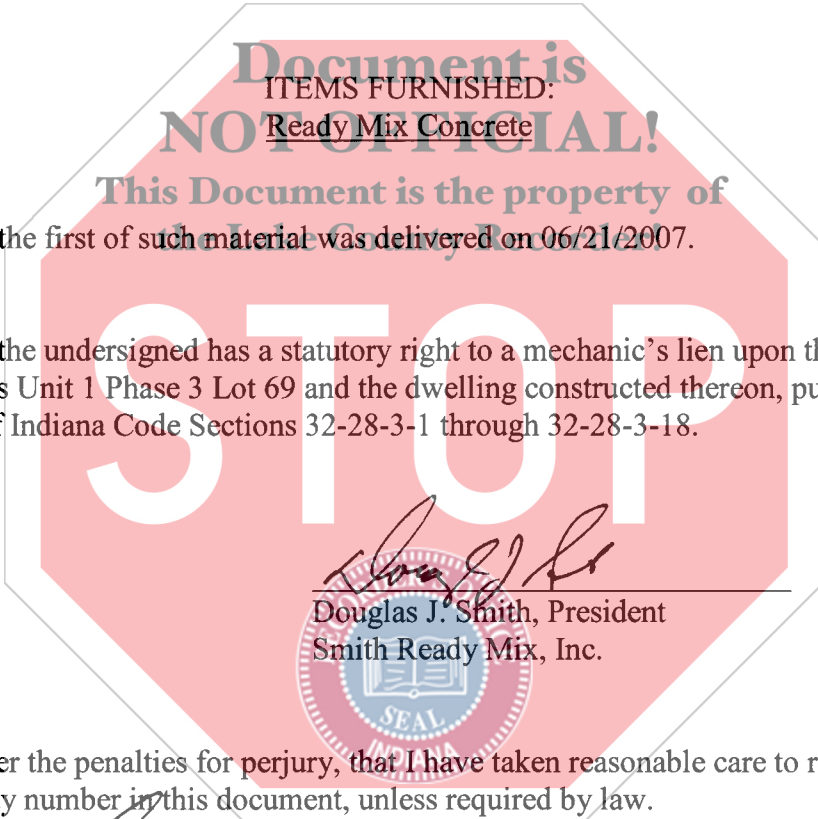 Document is
ITEMS FURNISHED:
NOT OFFICIAL!
Ready Mix Concrete
This Document is the property of
the Lake County Recorder!
the first of such material was delivered on 06/21/2007.
STOP
the undersigned has a statutory right to a mechanic's lien upon th
s Unit 1 Phase 3 Lot 69 and the dwelling constructed thereon, pu
f Indiana Code Sections 32-28-3-1 through 32-28-3-18.
Douglas J. Smith, President
Smith Ready Mix, Inc.
RECORDER'S OFFICE
SEAL
INDIANA
er the penalties for perjury, that I have taken reasonable care to r
y number in this document, unless required by law.